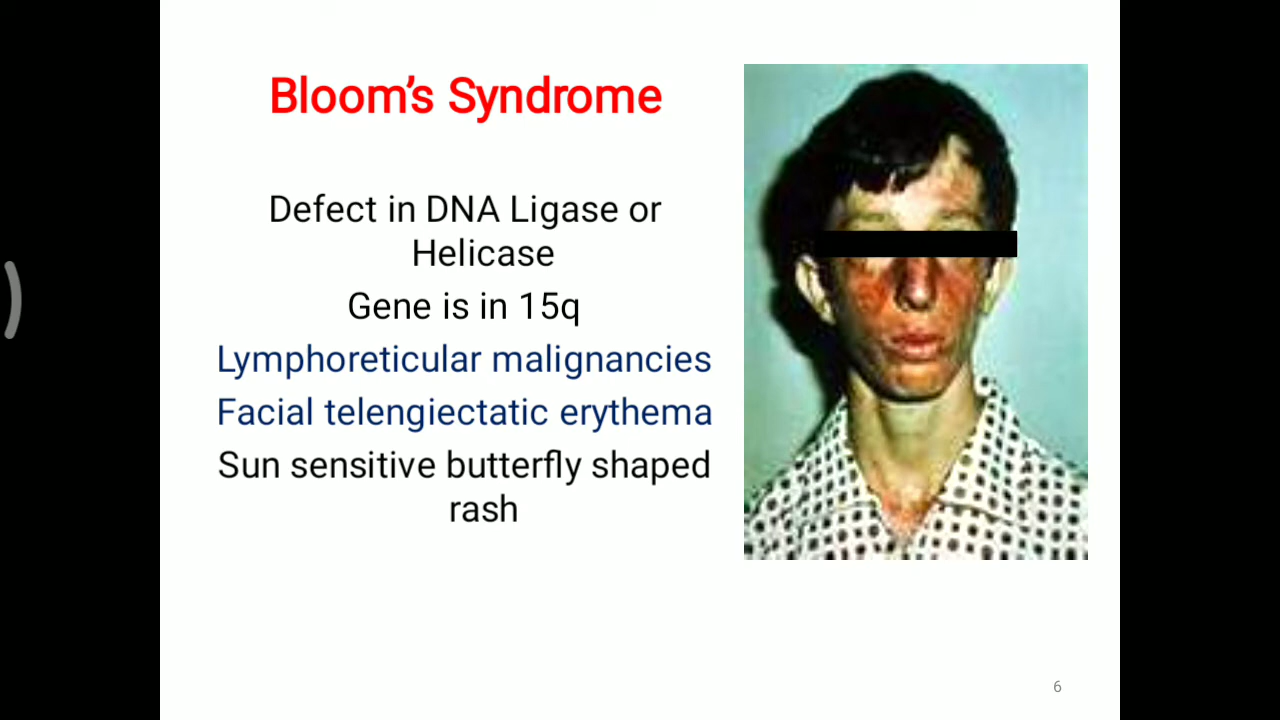 Bloom’s Syndrome
Defect in DNA Ligase or
Helicase
Gene is in 15q
Lymphoreticular malignancies
Facial telengiectatic erythema
Sun sensitive butterfly shaped
rash
6